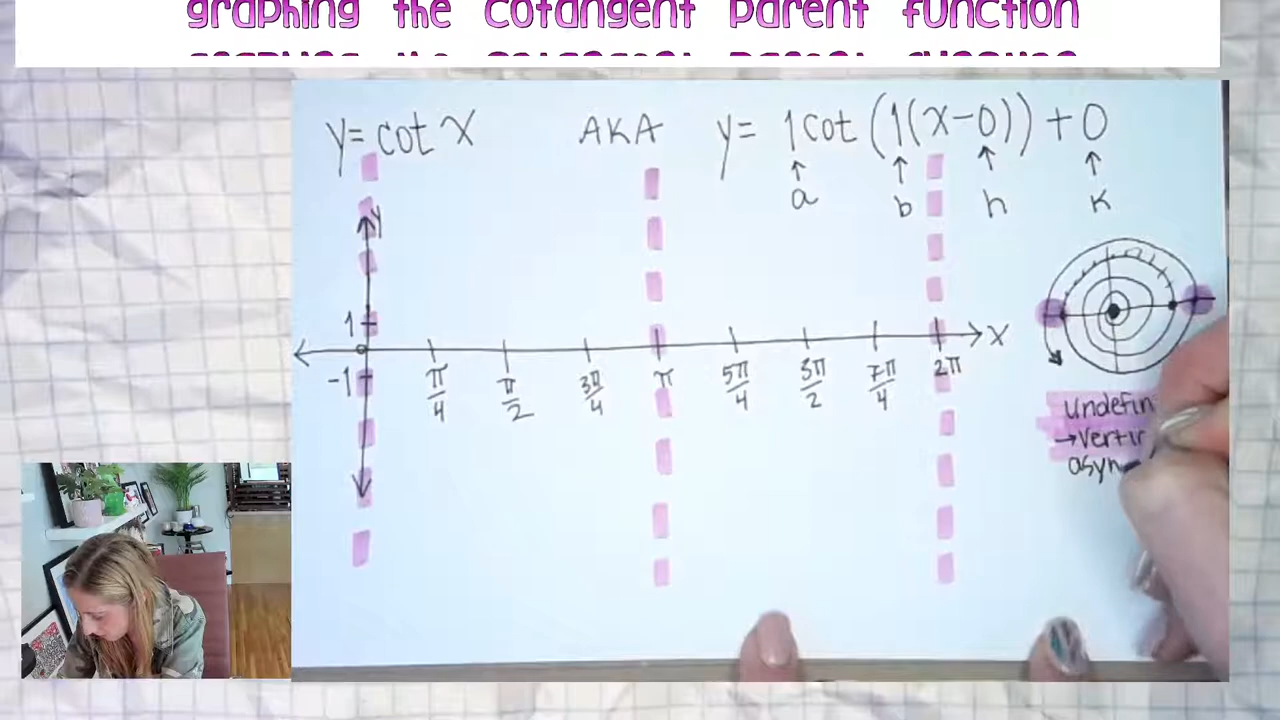 graphing the cotangent parent function
y= cot x AKA y= 1cot (1(x-0)) + 0
a b h k
y
1
x
-1
π/4 π/2 3π/4 π 5π/4 3π/2 7π/4 2π
undefin
→verti
asym